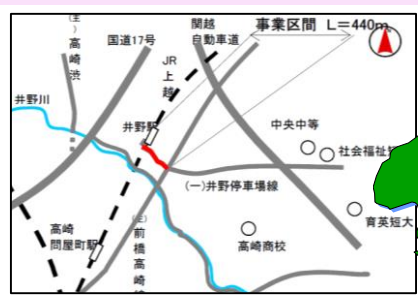 (主)高崎渋
国道17号
関越
自動車道
事業区間 L=440m
JR上越
井野川
井野駅
中央中等
社会福祉
(一)井野停車場線
育英短大
高崎商校
高崎
問屋町駅
(主)前橋高崎